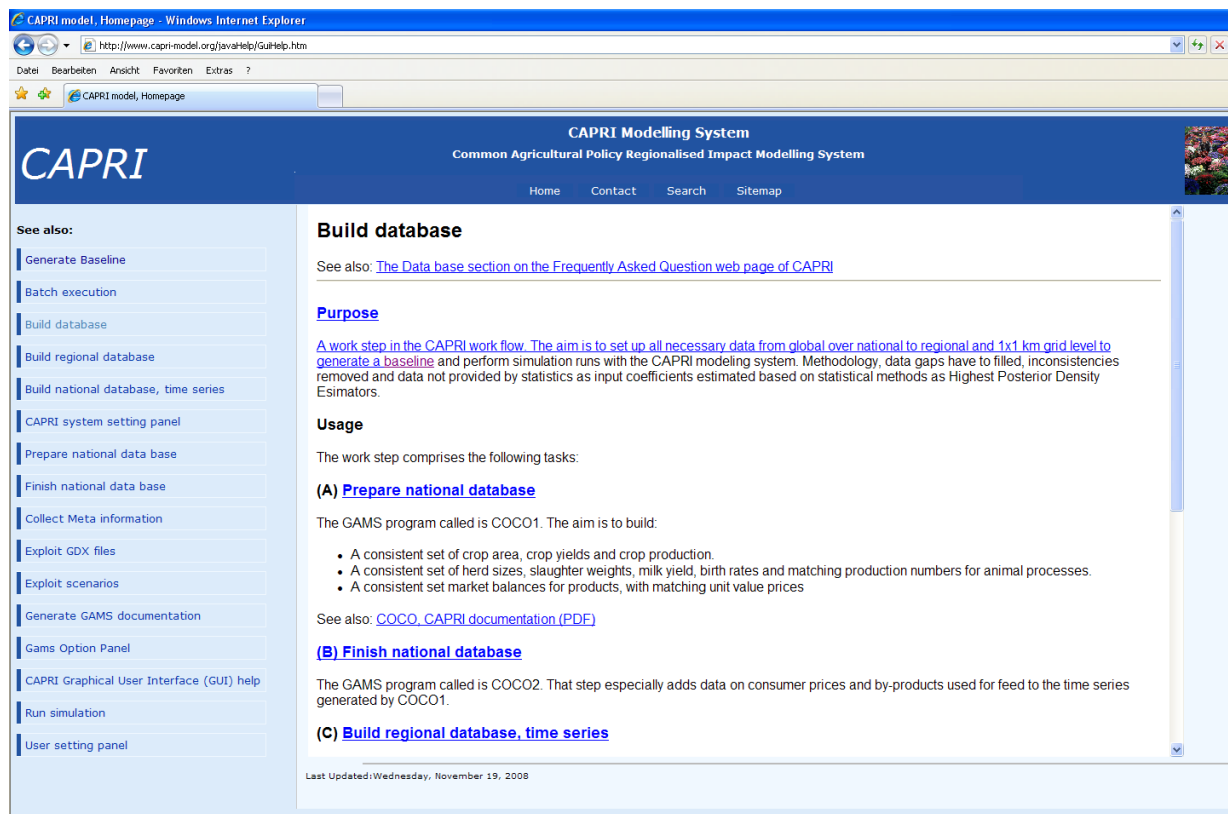 CAPRI model, Homepage - Windows Internet Explorer
http://www.capri-model.org/javaHelp/GuiHelp.htm
Datei Bearbeiten Ansicht Favoriten Extras ?
CAPRI model, Homepage
CAPRI
CAPRI Modelling System
Common Agricultural Policy Regionalised Impact Modelling System
Home Contact Search Sitemap
See also:
Generate Baseline
Batch execution
Build database
Build regional database
Build national database, time series
CAPRI system setting panel
Prepare national data base
Finish national data base
Collect Meta information
Exploit GDX files
Exploit scenarios
Generate GAMS documentation
Gams Option Panel
CAPRI Graphical User Interface (GUI) help
Run simulation
User setting panel
Build database
See also: The Data base section on the Frequently Asked Question web page of CAPRI
Purpose
A work step in the CAPRI work flow. The aim is to set up all necessary data from global over national to regional and 1x1 km grid level to
generate a baseline and perform simulation runs with the CAPRI modeling system. Methodology, data gaps have to filled, inconsistencies
removed and data not provided by statistics as input coefficients estimated based on statistical methods as Highest Posterior Density
Esimators.
Usage
The work step comprises the following tasks:
(A) Prepare national database
The GAMS program called is COCO1. The aim is to build:
• A consistent set of crop area, crop yields and crop production.
• A consistent set of herd sizes, slaughter weights, milk yield, birth rates and matching production numbers for animal processes.
• A consistent set market balances for products, with matching unit value prices
See also: COCO, CAPRI documentation (PDF)
(B) Finish national database
The GAMS program called is COCO2. That step especially adds data on consumer prices and by-products used for feed to the time series
generated by COCO1.
(C) Build regional database, time series
Last Updated:Wednesday, November 19, 2008